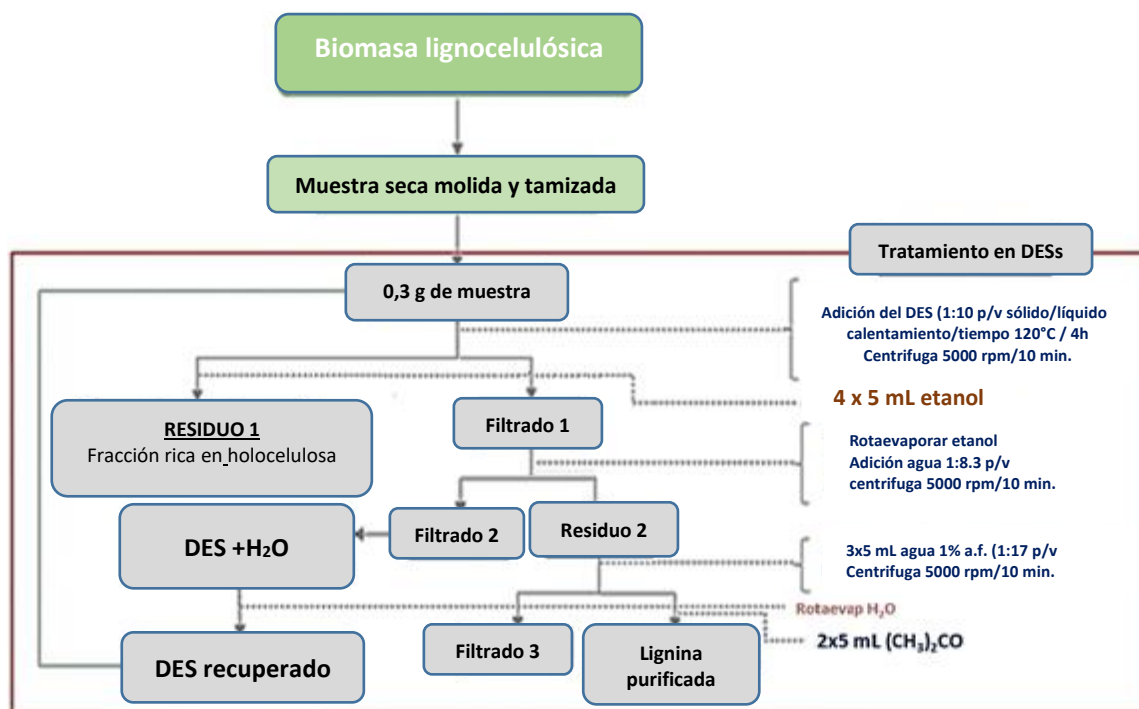 Biomasa lignocelulósica
Muestra seca molida y tamizada
Tratamiento en DESs
0,3 g de muestra
Adición del DES (1:10 p/v sólido/líquido
calentamiento/tiempo 120°C / 4h
Centrifuga 5000 rpm/10 min.
4 x 5 mL etanol
RESIDUO 1
Fracción rica en holocelulosa
Filtrado 1
Rotaevaporar etanol
Adición agua 1:8.3 p/v
centrifuga 5000 rpm/10 min.
DES +H₂O
Filtrado 2
Residuo 2
3x5 mL agua 1% a.f. (1:17 p/v
Centrifuga 5000 rpm/10 min.
Rotaevap H₂O
2x5 mL (CH₃)₂CO
DES recuperado
Filtrado 3
Lignina
purificada